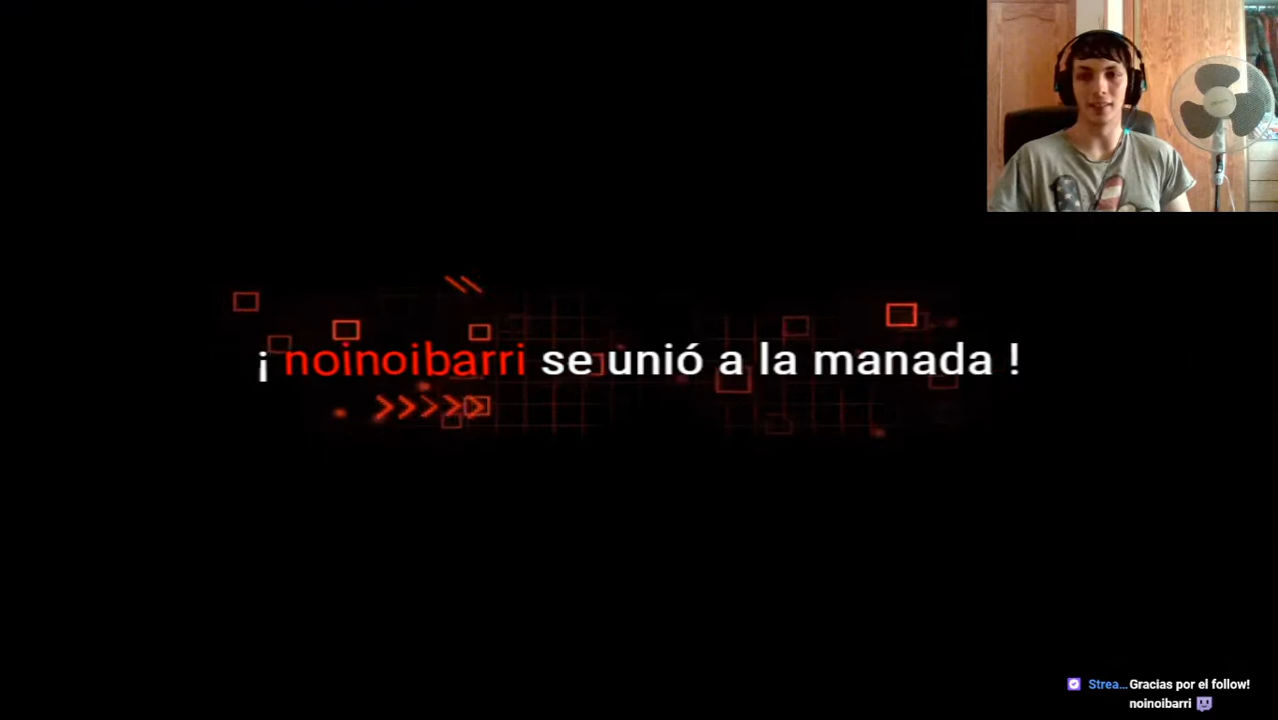 ¡ noinoibarri se unió a la manada !
Strea... Gracias por el follow!
noinoibarri